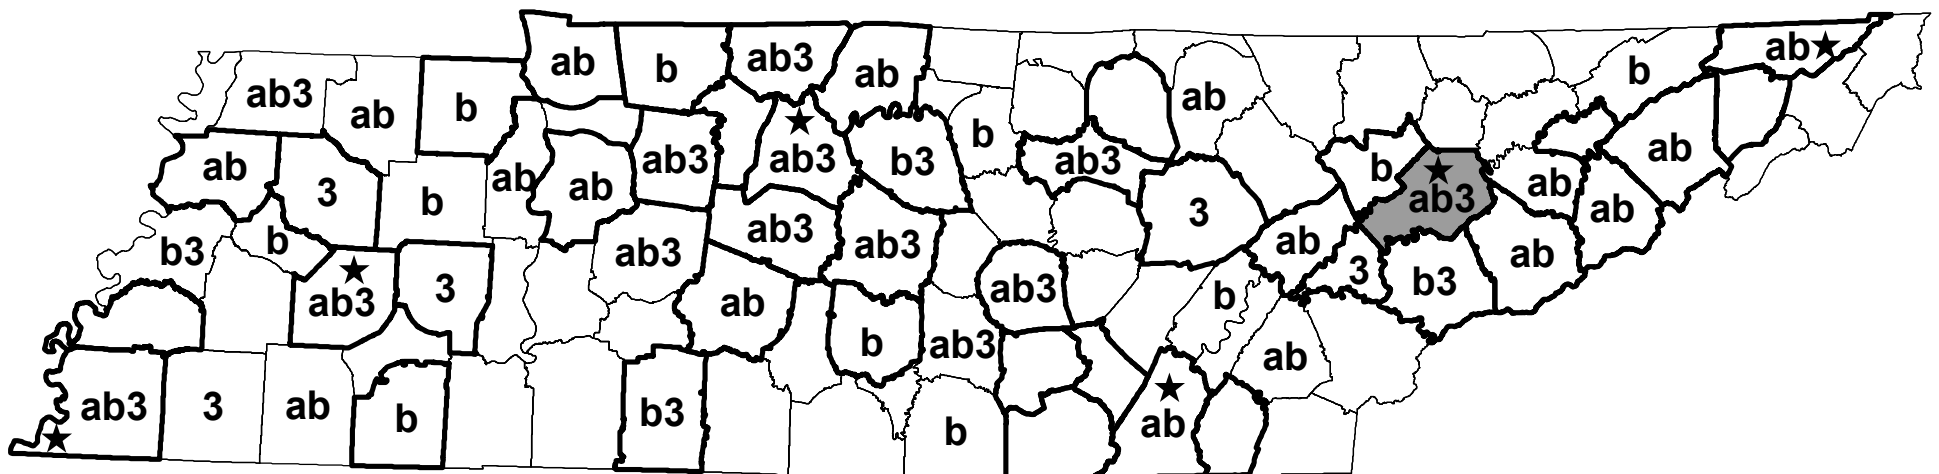 ab b ab3 ab b ab★
ab3 ab b ★ b ab ★
ab ab3 ab3 b3 ab3 b ab3 ab ab
ab 3 b ab ab 3 ab
b3 b ab3 ab3 ab3 ab 3 b3 ab
★ ab3 3 ab ab3 b
b ab3 ab
ab3 3 ab b b3 b ★ ab
★